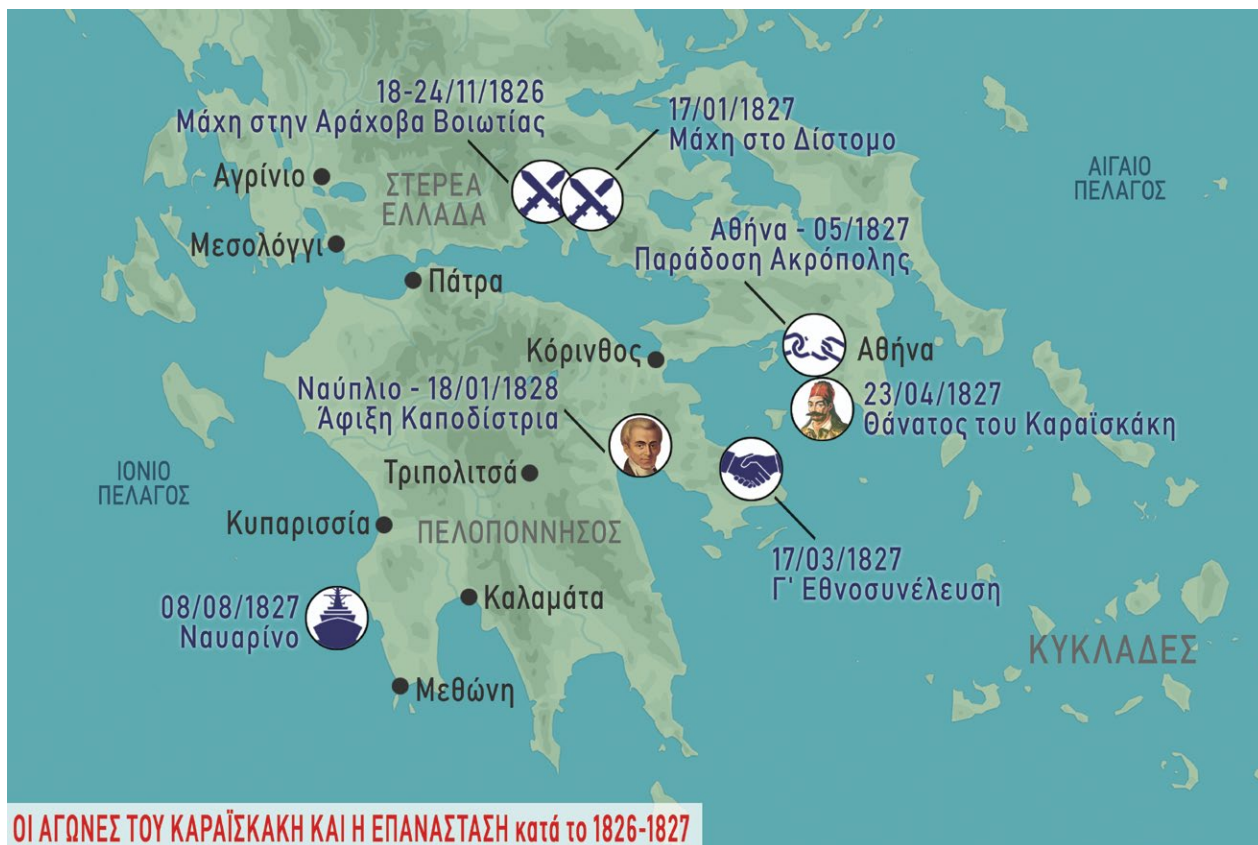 18-24/11/1826
Μάχη στην Αράχοβα Βοιωτίας
17/01/1827
Μάχη στο Δίστομο
Αγρίνιο
ΣΤΕΡΕΑ
ΕΛΛΑΔΑ
ΑΙΓΑΙΟ
ΠΕΛΑΓΟΣ
Μεσολόγγι
Αθήνα - 05/1827
Παράδοση Ακρόπολης
Πάτρα
Κόρινθος
Αθήνα
Ναύπλιο - 18/01/1828
Άφιξη Καποδίστρια
23/04/1827
Θάνατος του Καραϊσκάκη
ΙΟΝΙΟ
ΠΕΛΑΓΟΣ
Τριπολιτσά
Κυπαρισσία
ΠΕΛΟΠΟΝΝΗΣΟΣ
17/03/1827
Γ' Εθνοσυνέλευση
08/08/1827
Ναυαρίνο
Καλαμάτα
ΚΥΚΛΑΔΕΣ
Μεθώνη
ΟΙ ΑΓΩΝΕΣ ΤΟΥ ΚΑΡΑΪΣΚΑΚΗ ΚΑΙ Η ΕΠΑΝΑΣΤΑΣΗ κατά το 1826-1827